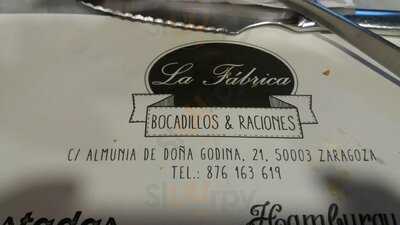 La Fábrica
BOCADILLOS & RACIONES
C/ ALMUNIA DE DOÑA GODINA, 21, 50003 ZARAGOZA
TEL.: 876 163 619